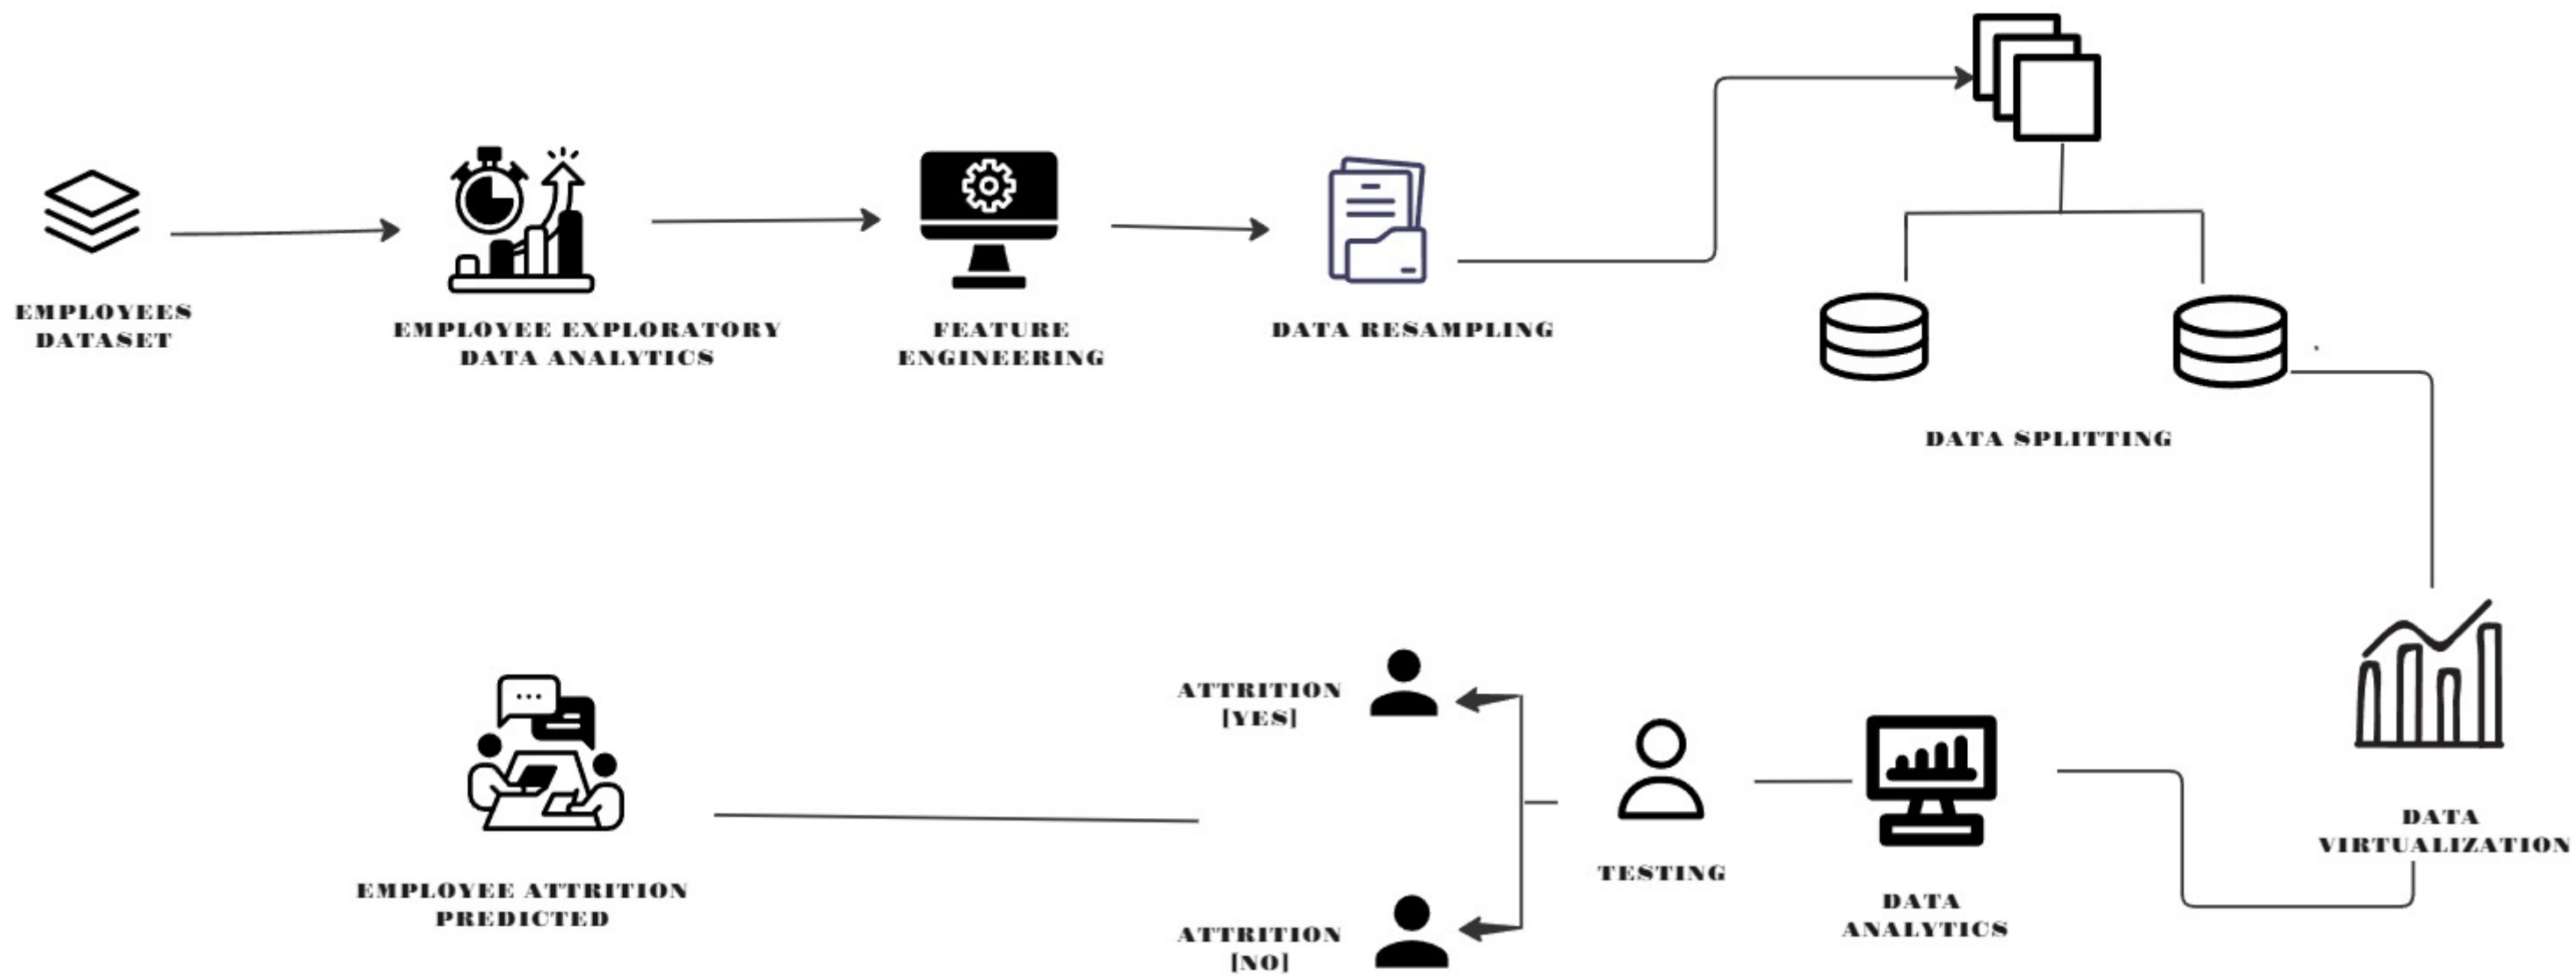 EMPLOYEES
DATASET
EMPLOYEE EXPLORATORY
DATA ANALYTICS
FEATURE
ENGINEERING
DATA RESAMPLING
DATA SPLITTING
DATA
VIRTUALIZATION
DATA
ANALYTICS
TESTING
ATTRITION
[YES]
ATTRITION
[NO]
EMPLOYEE ATTRITION
PREDICTED